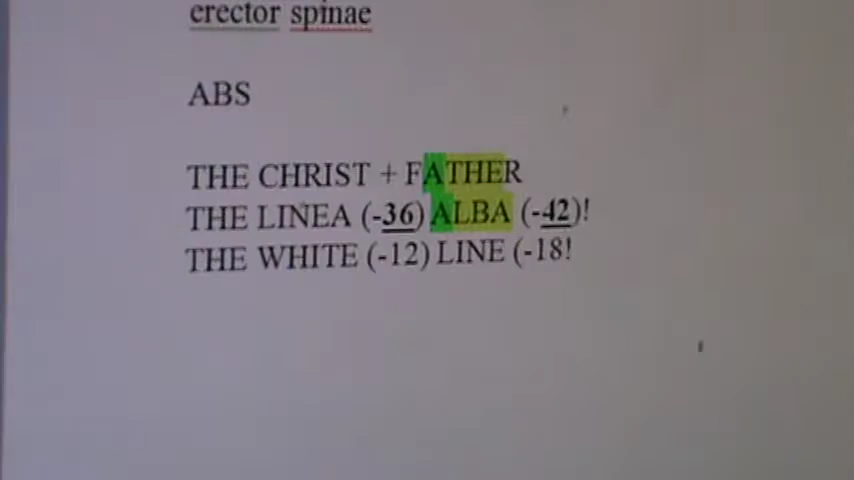 erector spinae
ABS
THE CHRIST + FATHER
THE LINEA (-36) ALBA (-42)!
THE WHITE (-12) LINE (-18!